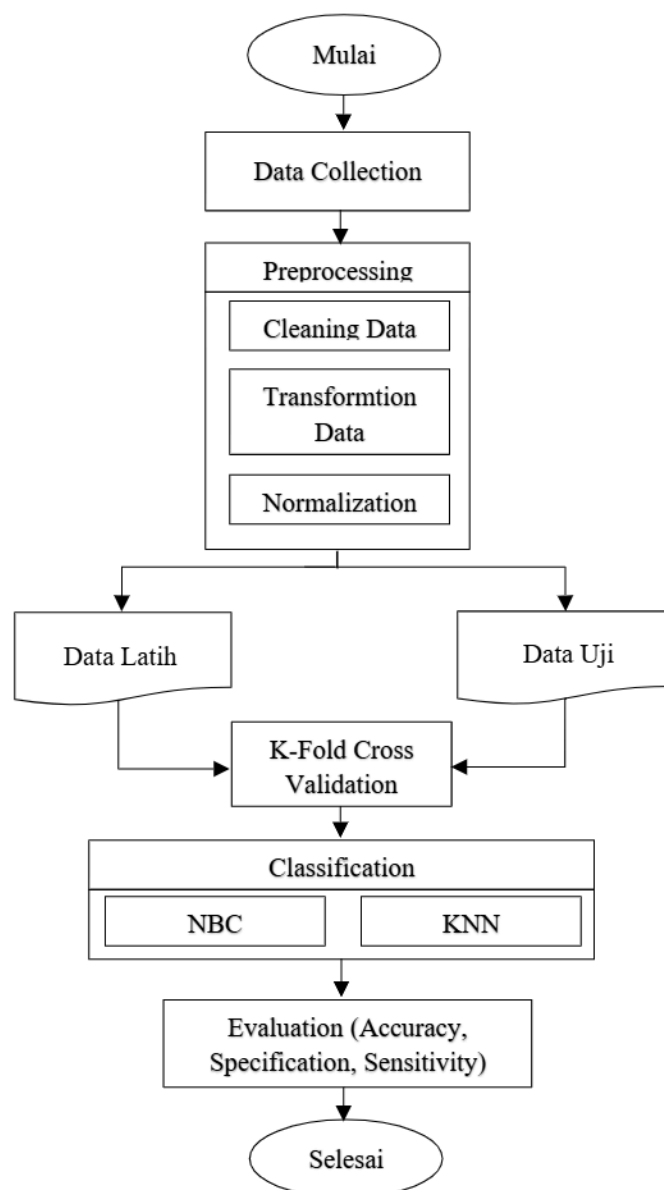 Mulai
Data Collection
Preprocessing
Cleaning Data
Transformtion
Data
Normalization
Data Latih
Data Uji
K-Fold Cross
Validation
Classification
NBC
KNN
Evaluation (Accuracy,
Specification, Sensitivity)
Selesai